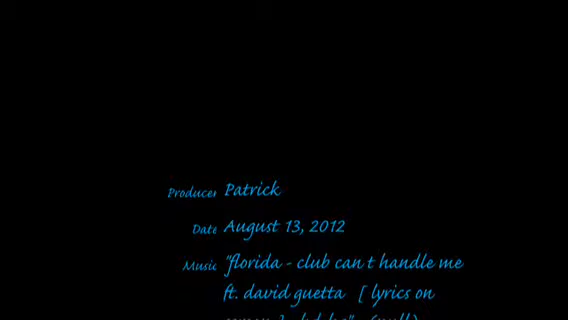 Producer Patrick
Date August 13, 2012
Music "florida - club can t handle me
ft. david guetta [ lyrics on